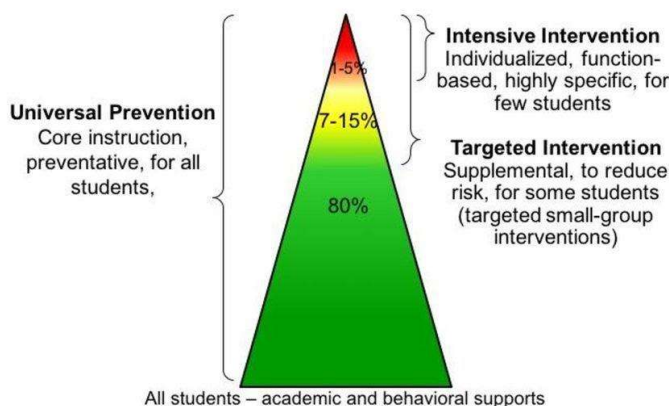 Universal Prevention
Core instruction,
preventative, for all
students,
1-5%
7-15%
80%
Intensive Intervention
Individualized, function-
based, highly specific, for
few students
Targeted Intervention
Supplemental, to reduce
risk, for some students
(targeted small-group
interventions)
All students – academic and behavioral supports